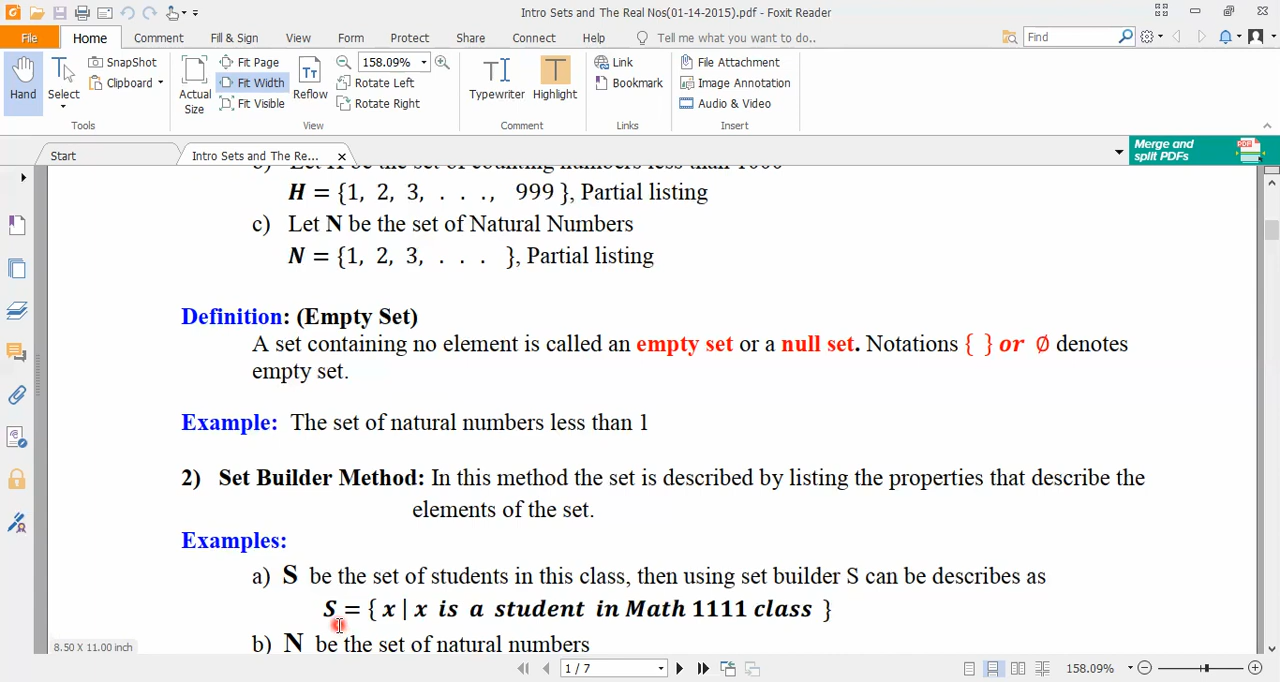 Intro Sets and The Real Nos(01-14-2015).pdf - Foxit Reader
File Home Comment Fill & Sign View Form Protect Share Connect Help Tell me what you want to do.. Find
Hand Select SnapShot Clipboard Actual Size Fit Page Fit Width Fit Visible Reflow 158.09% Rotate Left Rotate Right Typewriter Highlight Link Bookmark File Attachment Image Annotation Audio & Video
Tools View Comment Links Insert
Start Intro Sets and The Re... Merge and split PDFs
H = {1, 2, 3, . . ., 999 }, Partial listing
c) Let N be the set of Natural Numbers
N = {1, 2, 3, . . . }, Partial listing
Definition: (Empty Set)
A set containing no element is called an empty set or a null set. Notations { } or ∅ denotes
empty set.
Example: The set of natural numbers less than 1
2) Set Builder Method: In this method the set is described by listing the properties that describe the
elements of the set.
Examples:
a) S be the set of students in this class, then using set builder S can be describes as
S = { x | x is a student in Math 1111 class }
b) N be the set of natural numbers
8.50 x 11.00 inch
1 / 7 158.09%